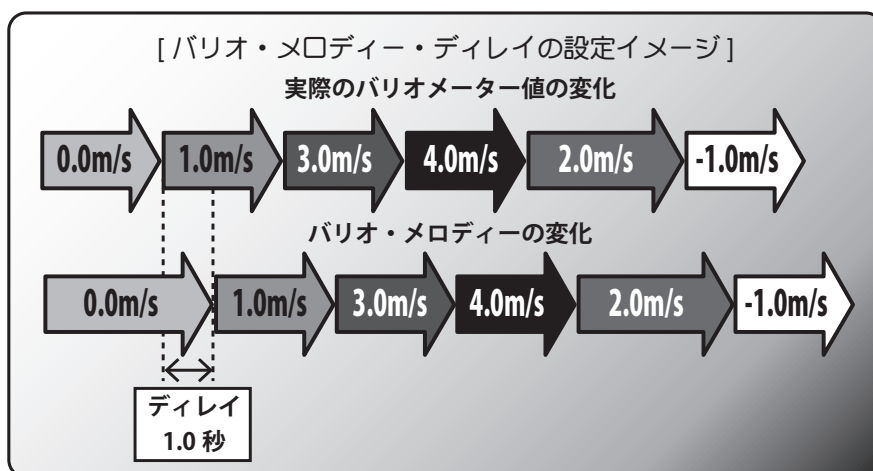 [ バリオ・メロディー・ディレイの設定イメージ ]
実際のバリオメーター値の変化
0.0m/s 1.0m/s 3.0m/s 4.0m/s 2.0m/s -1.0m/s
バリオ・メロディーの変化
0.0m/s 1.0m/s 3.0m/s 4.0m/s 2.0m/s -1.0m/s
ディレイ
1.0 秒